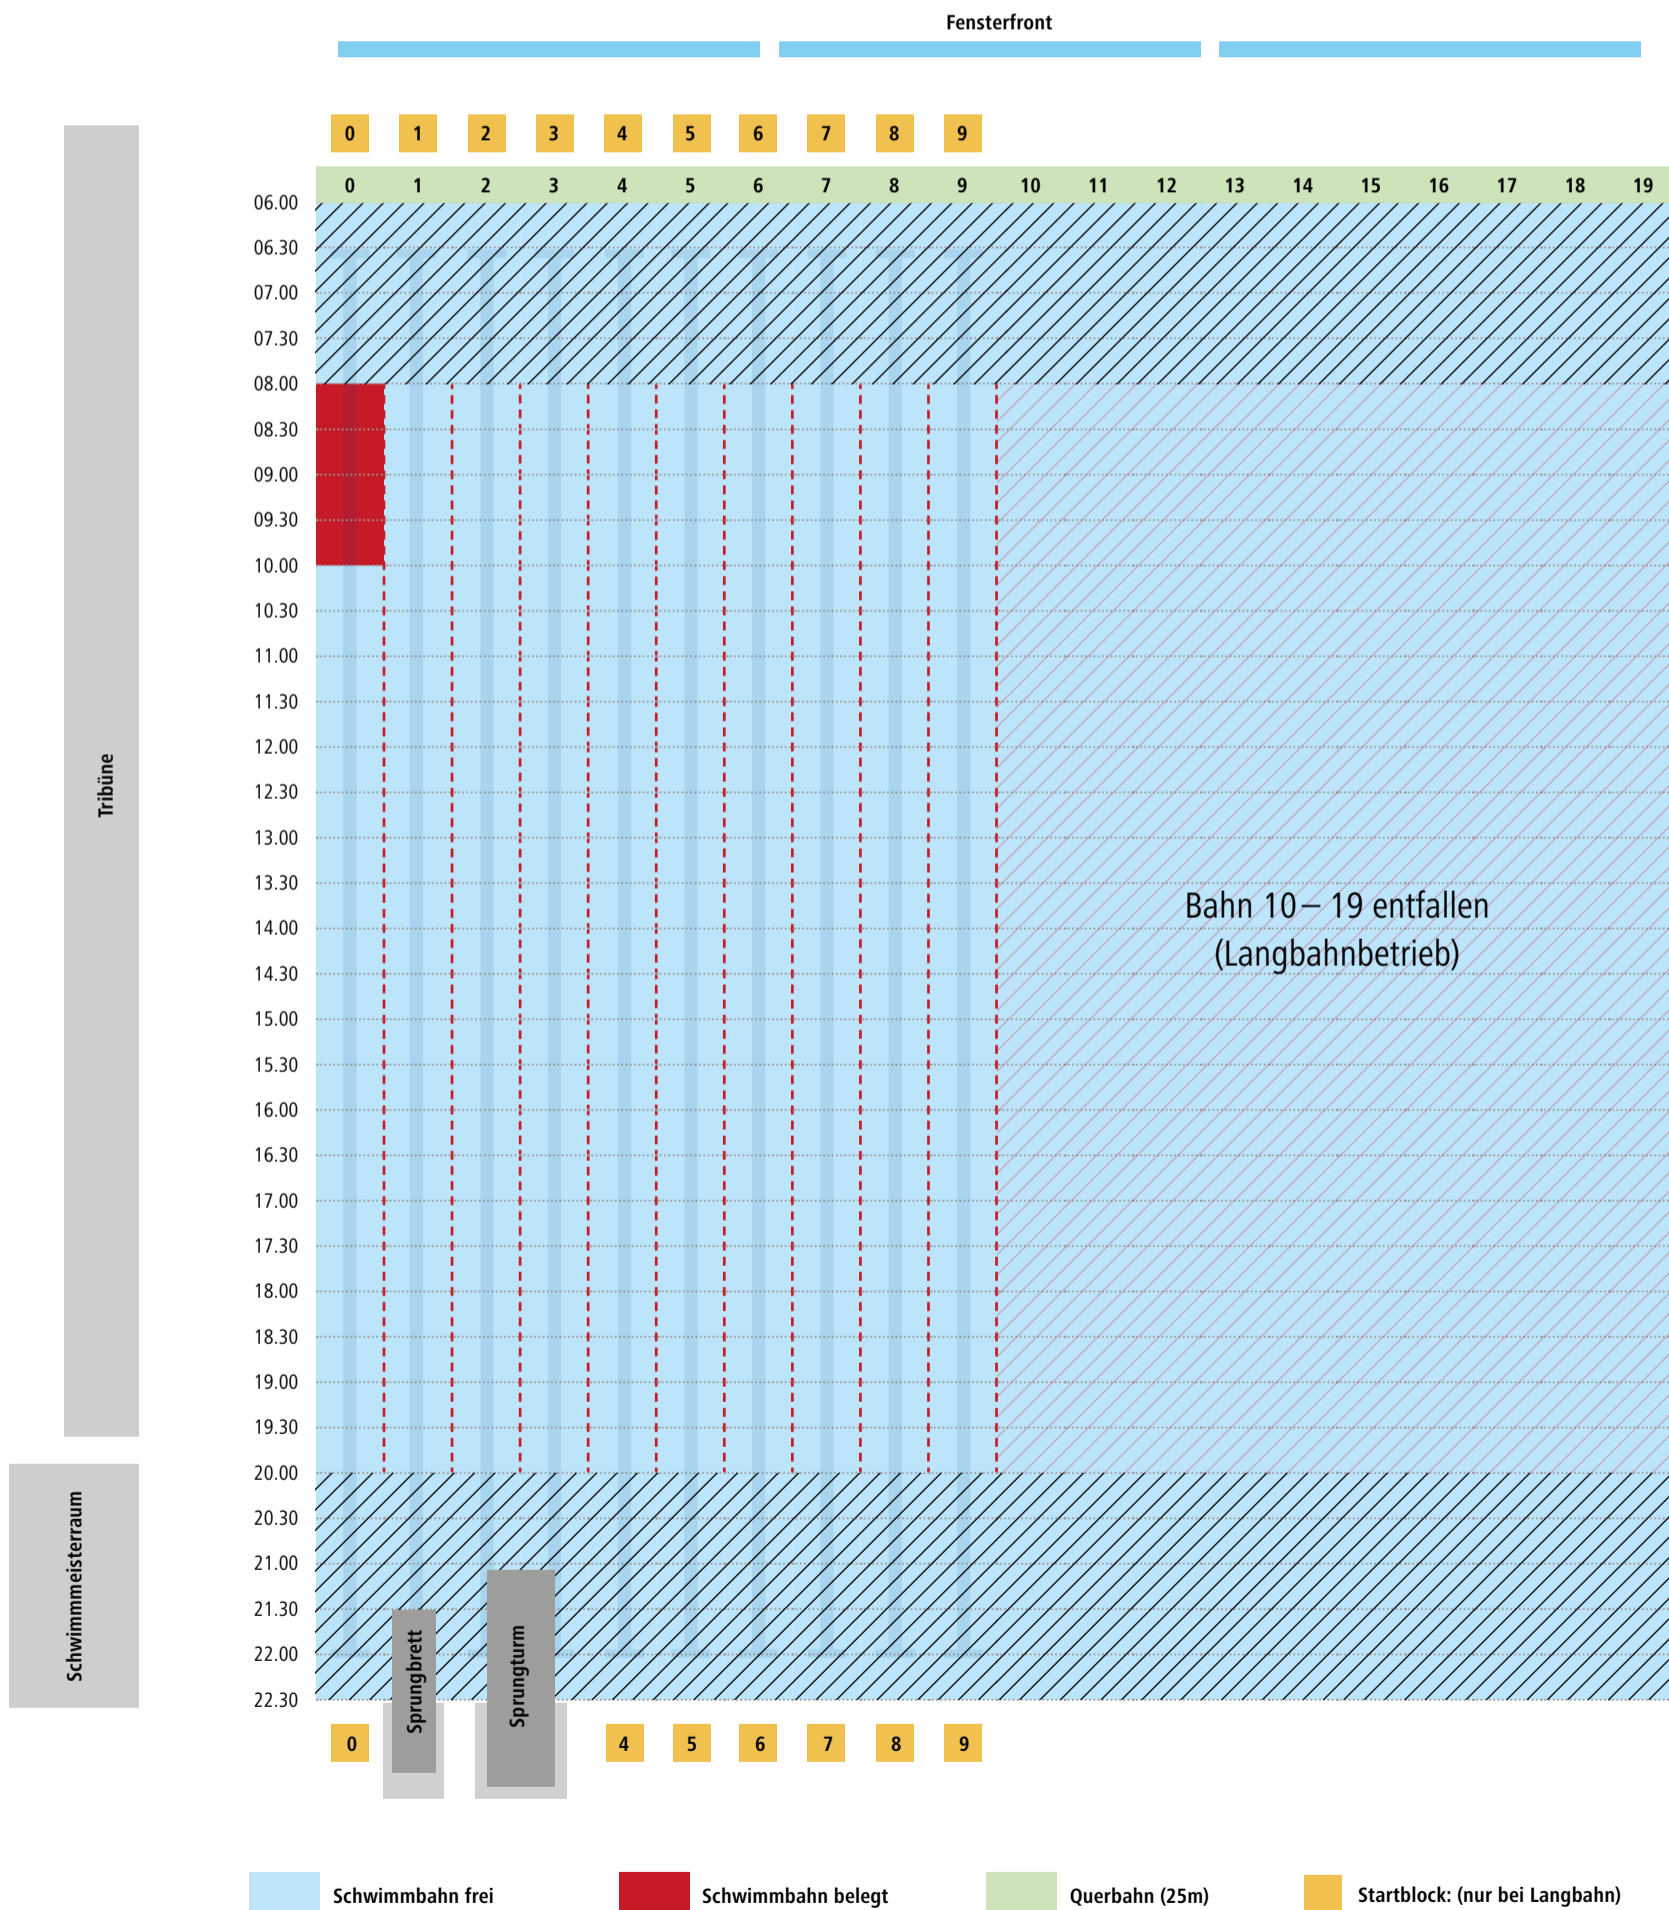 Fensterfront
0 1 2 3 4 5 6 7 8 9
0 1 2 3 4 5 6 7 8 9 10 11 12 13 14 15 16 17 18 19
06.00
06.30
07.00
07.30
08.00
08.30
09.00
09.30
10.00
10.30
11.00
11.30
12.00
12.30
13.00
13.30
14.00
14.30
15.00
15.30
16.00
16.30
17.00
17.30
18.00
18.30
19.00
19.30
20.00
20.30
21.00
21.30
22.00
22.30
Tribüne
Schwimmmeisterraum
Bahn 10 – 19 entfallen
(Langbahnbetrieb)
Sprungbrett
Sprungturm
0 4 5 6 7 8 9
Schwimmbahn frei
Schwimmbahn belegt
Querbahn (25m)
Startblock: (nur bei Langbahn)